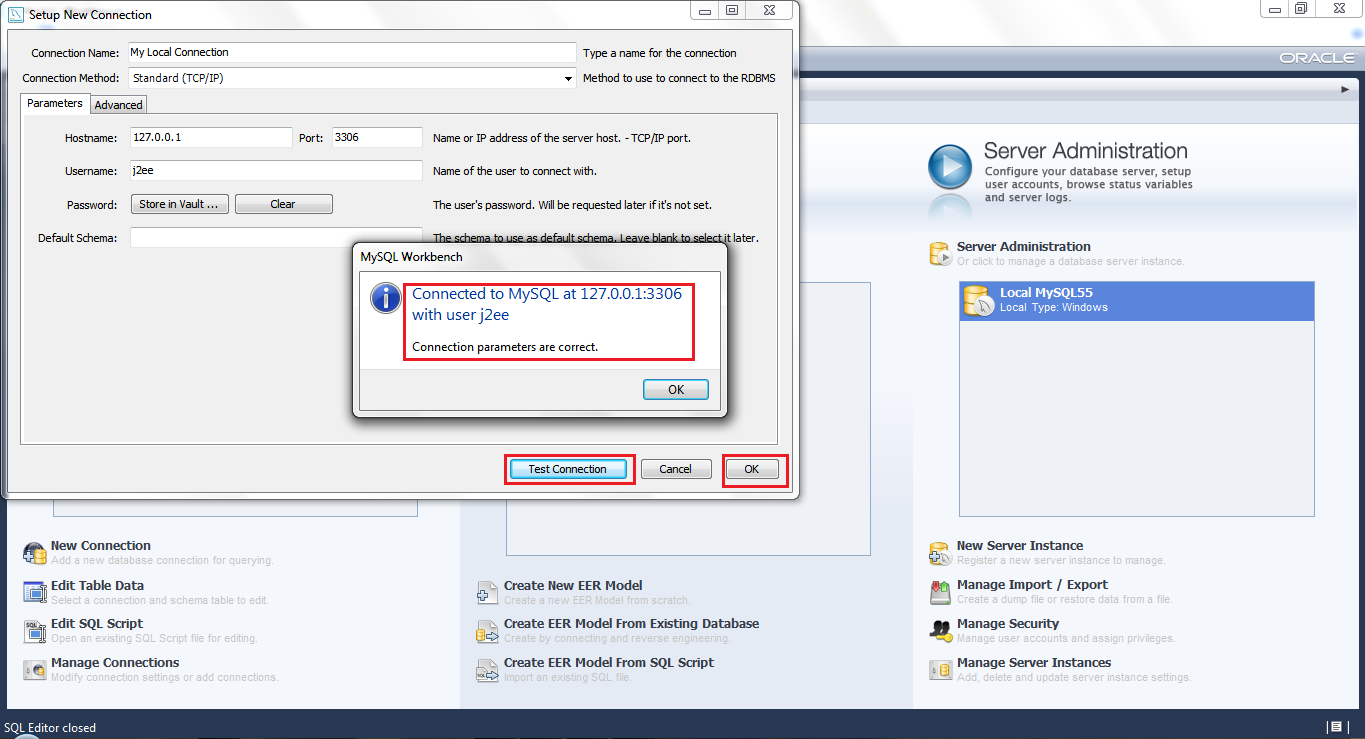 Setup New Connection
Connection Name: My Local Connection Type a name for the connection
Connection Method: Standard (TCP/IP) Method to use to connect to the RDBMS
Parameters Advanced
Hostname: 127.0.0.1 Port: 3306 Name or IP address of the server host. - TCP/IP port.
Username: j2ee Name of the user to connect with.
Password: Store in Vault ... Clear The user's password. Will be requested later if it's not set.
Default Schema: The schema to use as default schema. Leave blank to select it later.
MySQL Workbench
Connected to MySQL at 127.0.0.1:3306
with user j2ee
Connection parameters are correct.
OK
Test Connection Cancel OK
ORACLE
Server Administration
Configure your database server, setup
user accounts, browse status variables
and server logs.
Server Administration
Or click to manage a database server instance.
Local MySQL55
Local Type: Windows
New Connection
Add a new database connection for querying.
Edit Table Data
Select a connection and schema table to edit.
Edit SQL Script
Open an existing SQL Script file for editing.
Manage Connections
Modify connection settings or add connections.
Create New EER Model
Create a new EER Model from scratch.
Create EER Model From Existing Database
Create by connecting and reverse engineering.
Create EER Model From SQL Script
Import an existing SQL file.
New Server Instance
Register a new server instance to manage.
Manage Import / Export
Create a dump file or restore data from a file.
Manage Security
Manage user accounts and assign privileges.
Manage Server Instances
Add, delete and update server instance settings.
SQL Editor closed